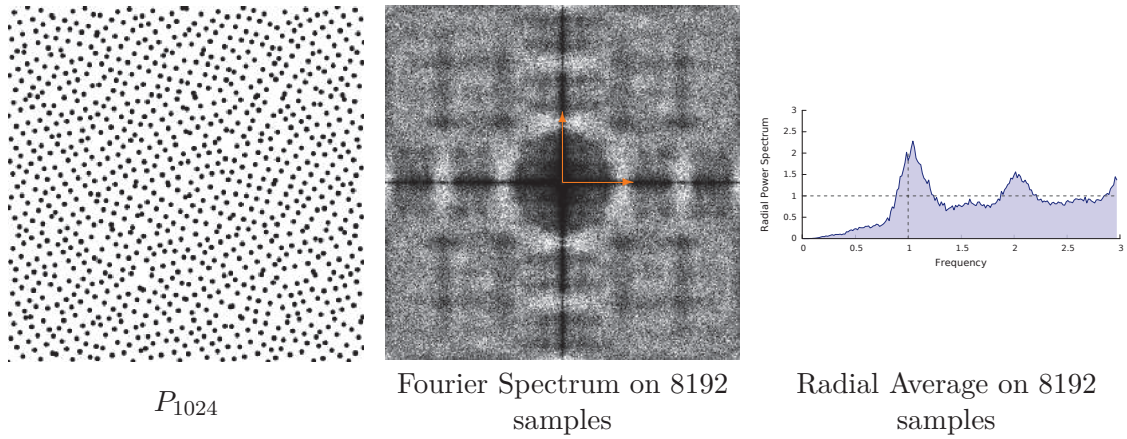 3
2.5
2
1.5
1
0.5
0
Radial Power Spectrum
0 0.5 1 1.5 2 2.5 3
Frequency
P1024
Fourier Spectrum on 8192
samples
Radial Average on 8192
samples